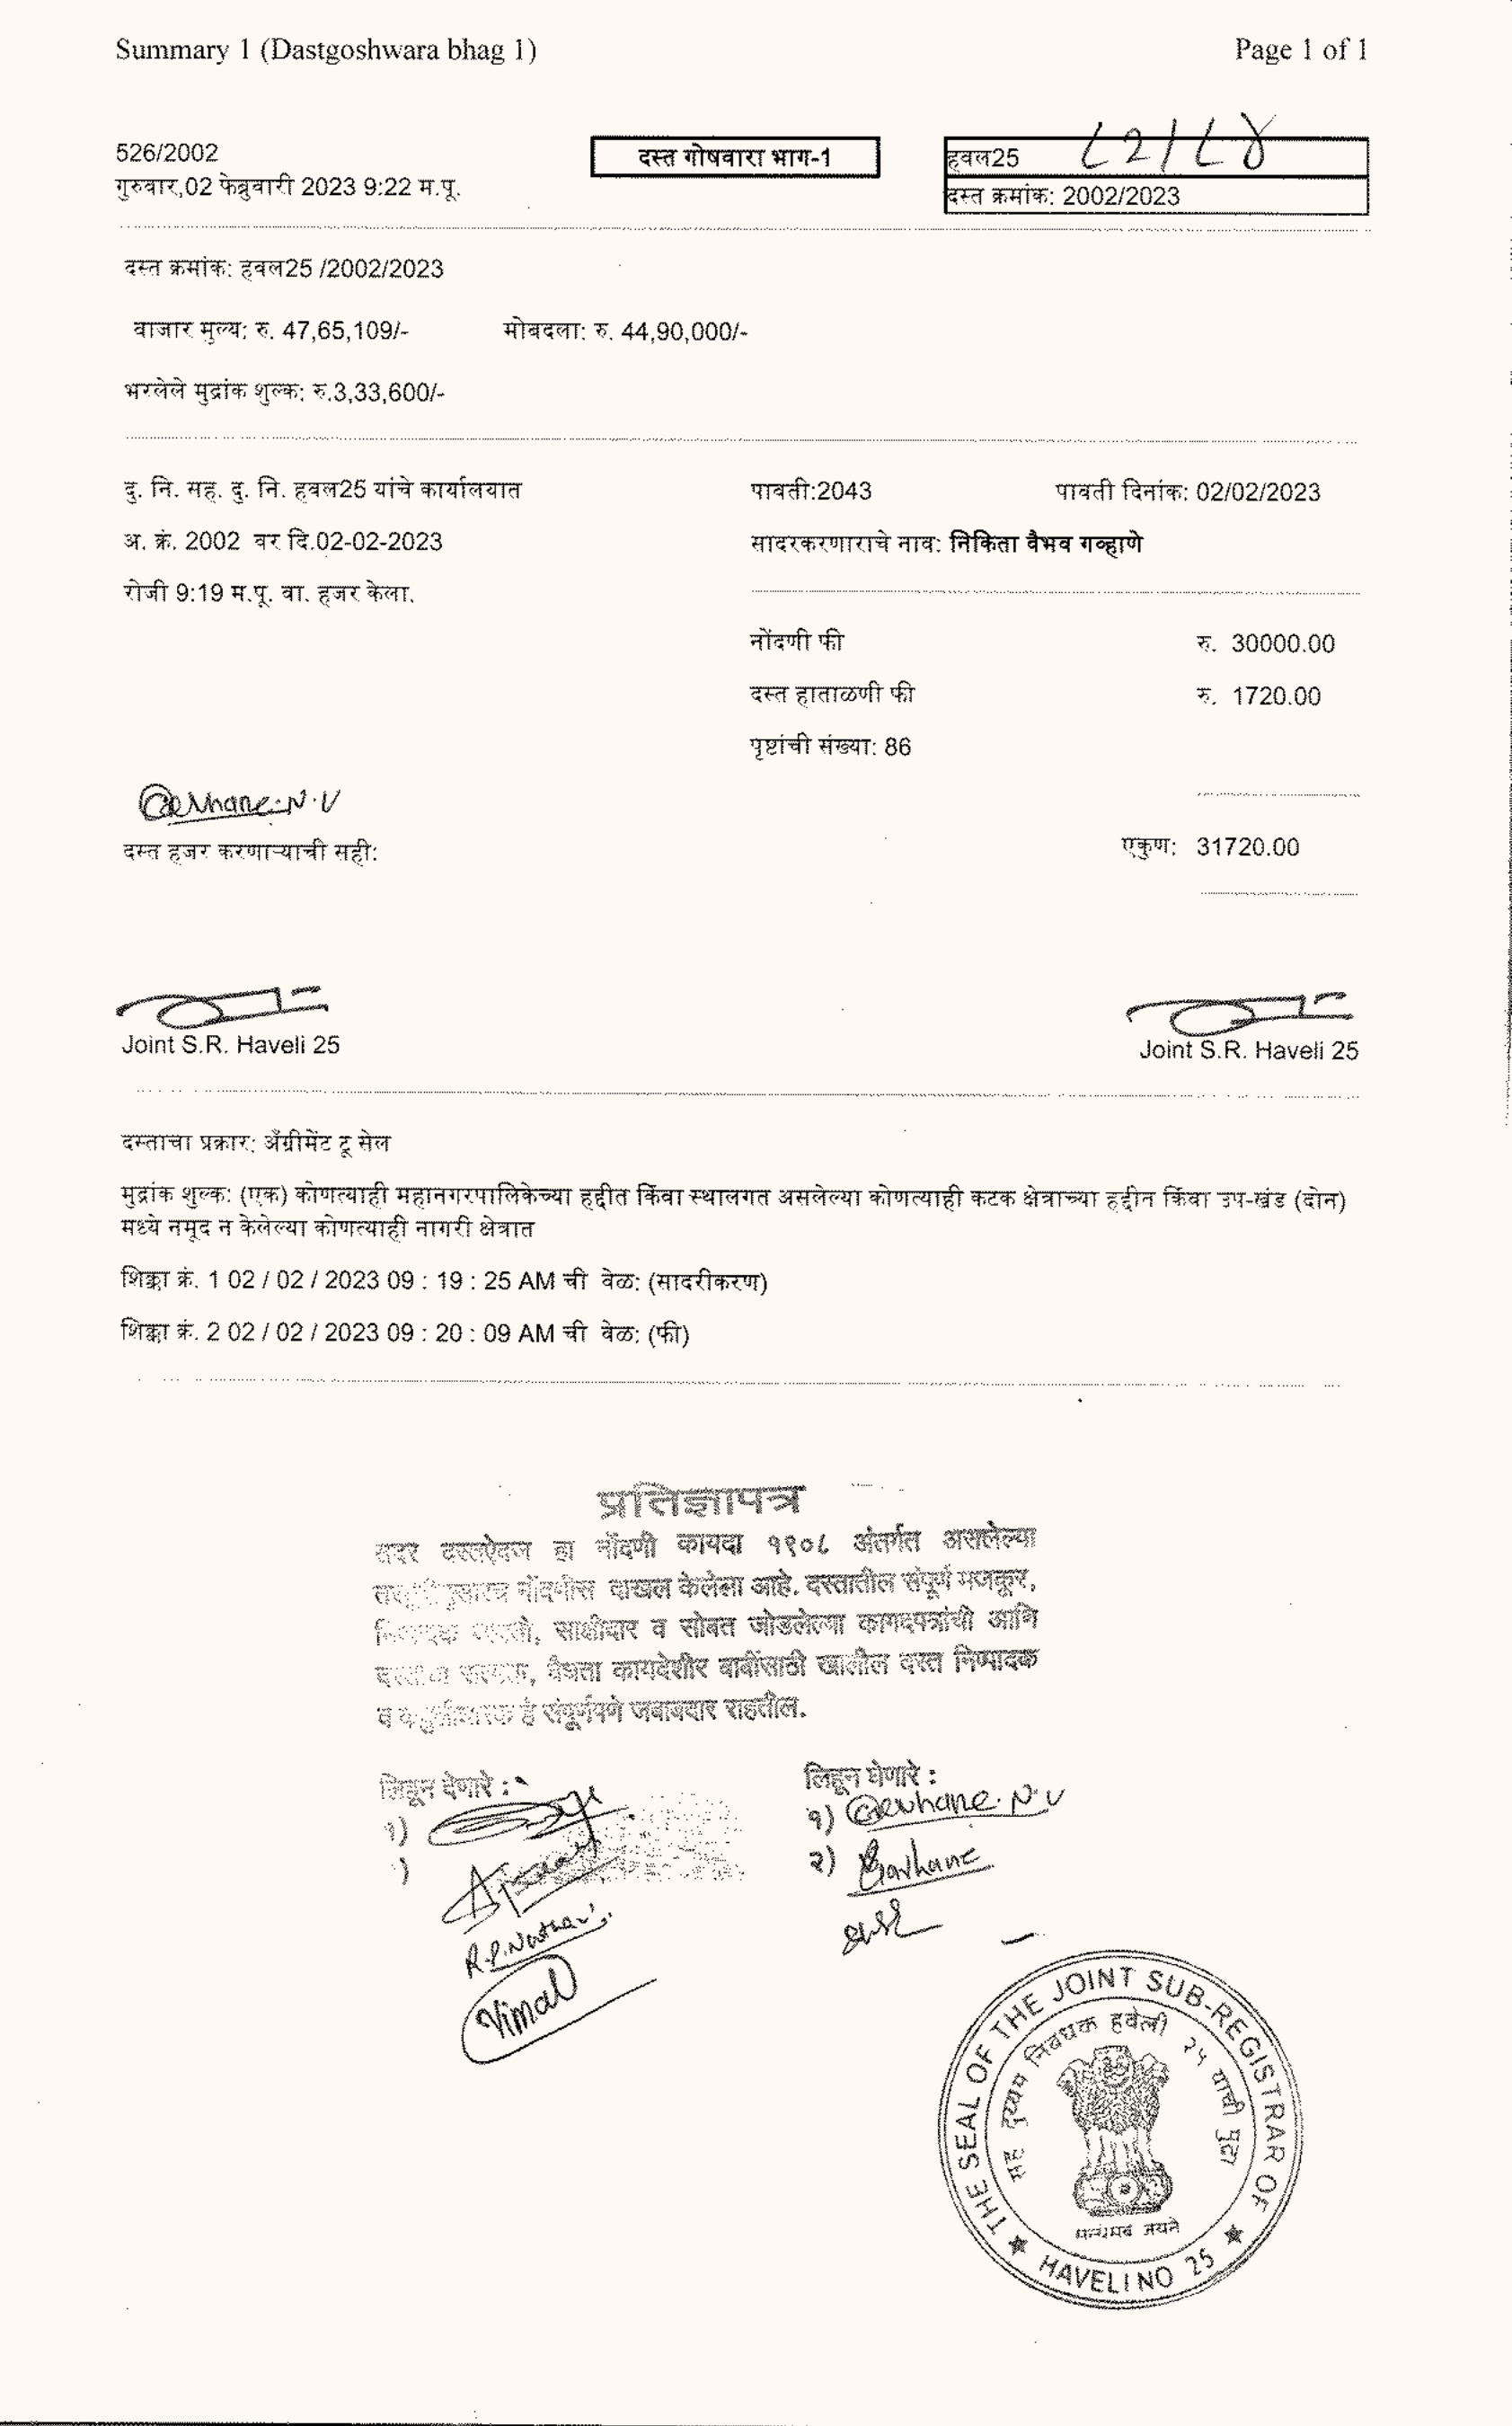 Summary 1 (Dastgoshwara bhag 1) Page 1 of 1
526/2002 दस्त गोषवारा भाग-1 हवल25 ८२/८४
गुरुवार,02 फेब्रुवारी 2023 9:22 म.पू. दस्त क्रमांक: 2002/2023
दस्त क्रमांक: हवल25 /2002/2023
बाजार मुल्य: रु. 47,65,109/- मोबदला: रु. 44,90,000/-
भरलेले मुद्रांक शुल्क: रु.3,33,600/-
दु. नि. सह. दु. नि. हवल25 यांचे कार्यालयात पावती:2043 पावती दिनांक: 02/02/2023
अ. क्रं. 2002 वर दि.02-02-2023 सादरकरणाराचे नाव: निकिता वैभव गव्हाणे
रोजी 9:19 म.पू. वा. हजर केला.
नोंदणी फी रु. 30000.00
दस्त हाताळणी फी रु. 1720.00
पृष्टांची संख्या: 86
Gavhane.N.V
दस्त हजर करणाऱ्याची सही: एकुण: 31720.00
Joint S.R. Haveli 25 Joint S.R. Haveli 25
दस्ताचा प्रकार: अँग्रीमेंट टू सेल
मुद्रांक शुल्क: (एक) कोणत्याही महानगरपालिकेच्या हद्दीत किंवा स्थालगत असलेल्या कोणत्याही कटक क्षेत्राच्या हद्दीन किंवा उप-खंड (दोन)
मध्ये नमूद न केलेल्या कोणत्याही नागरी क्षेत्रात
शिक्का क्रं. 1 02 / 02 / 2023 09 : 19 : 25 AM ची वेळ: (सादरीकरण)
शिक्का क्रं. 2 02 / 02 / 2023 09 : 20 : 09 AM ची वेळ: (फी)
प्रतिज्ञापत्र
सदर दस्तऐवज हा नोंदणी कायदा १९०८ अंतर्गत असलेल्या
नोंदणीस दाखल केलेला आहे. दस्तातील संपूर्ण मजकूर,
साक्षीदार व सोबत जोडलेल्या कागदपत्रांची आणि
वैधता कायदेशीर बाबींसाठी खालील दस्त निष्पादक
व हे संपूर्णपणे जबाबदार राहतील.
लिहून देणारे : लिहून घेणारे :
१) १) Gavhane.N.V
) २) Gavhane
Vimal
THE SEAL OF THE JOINT SUB-REGISTRAR OF
सह दुय्यम निबंधक हवेली २५ यांची मुद्रा
सत्यमेव जयते
★ HAVELI NO 25 ★